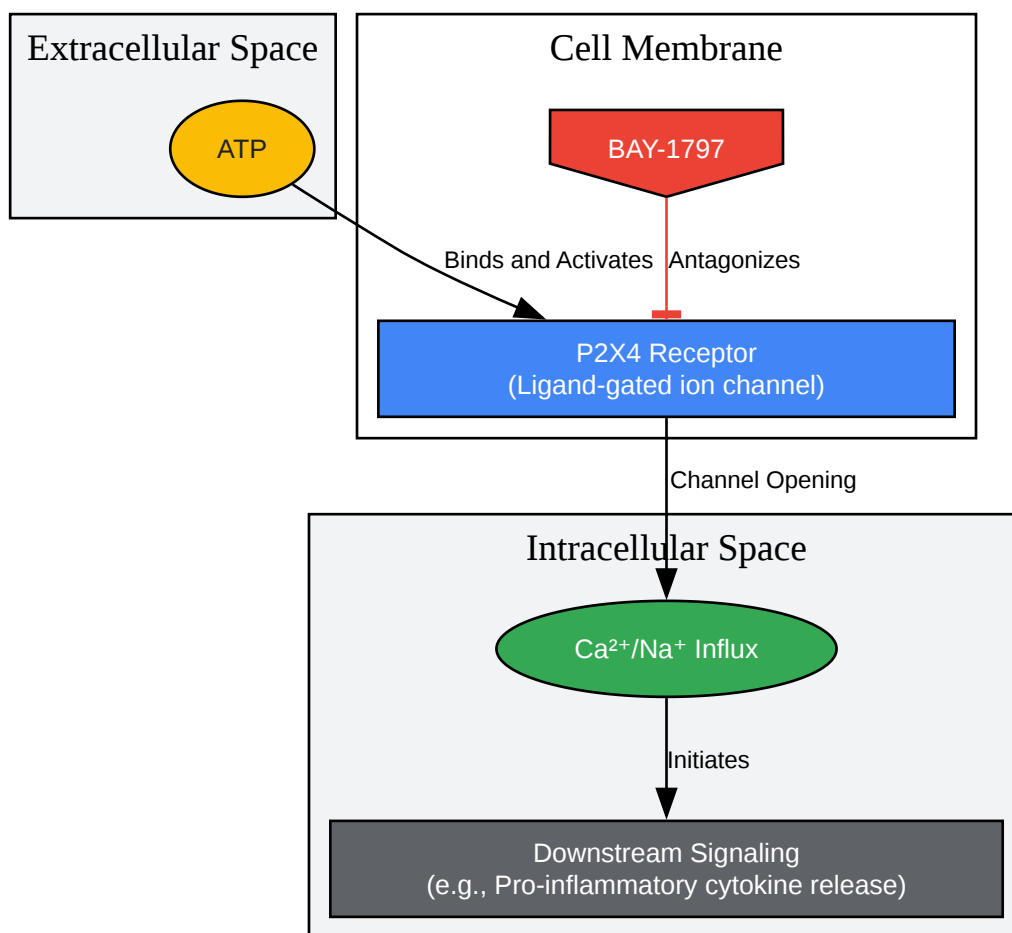 Extracellular Space
Cell Membrane
ATP
BAY-1797
Binds and Activates
Antagonizes
P2X4 Receptor
(Ligand-gated ion channel)
Channel Opening
Intracellular Space
Ca²⁺/Na⁺ Influx
Initiates
Downstream Signaling
(e.g., Pro-inflammatory cytokine release)